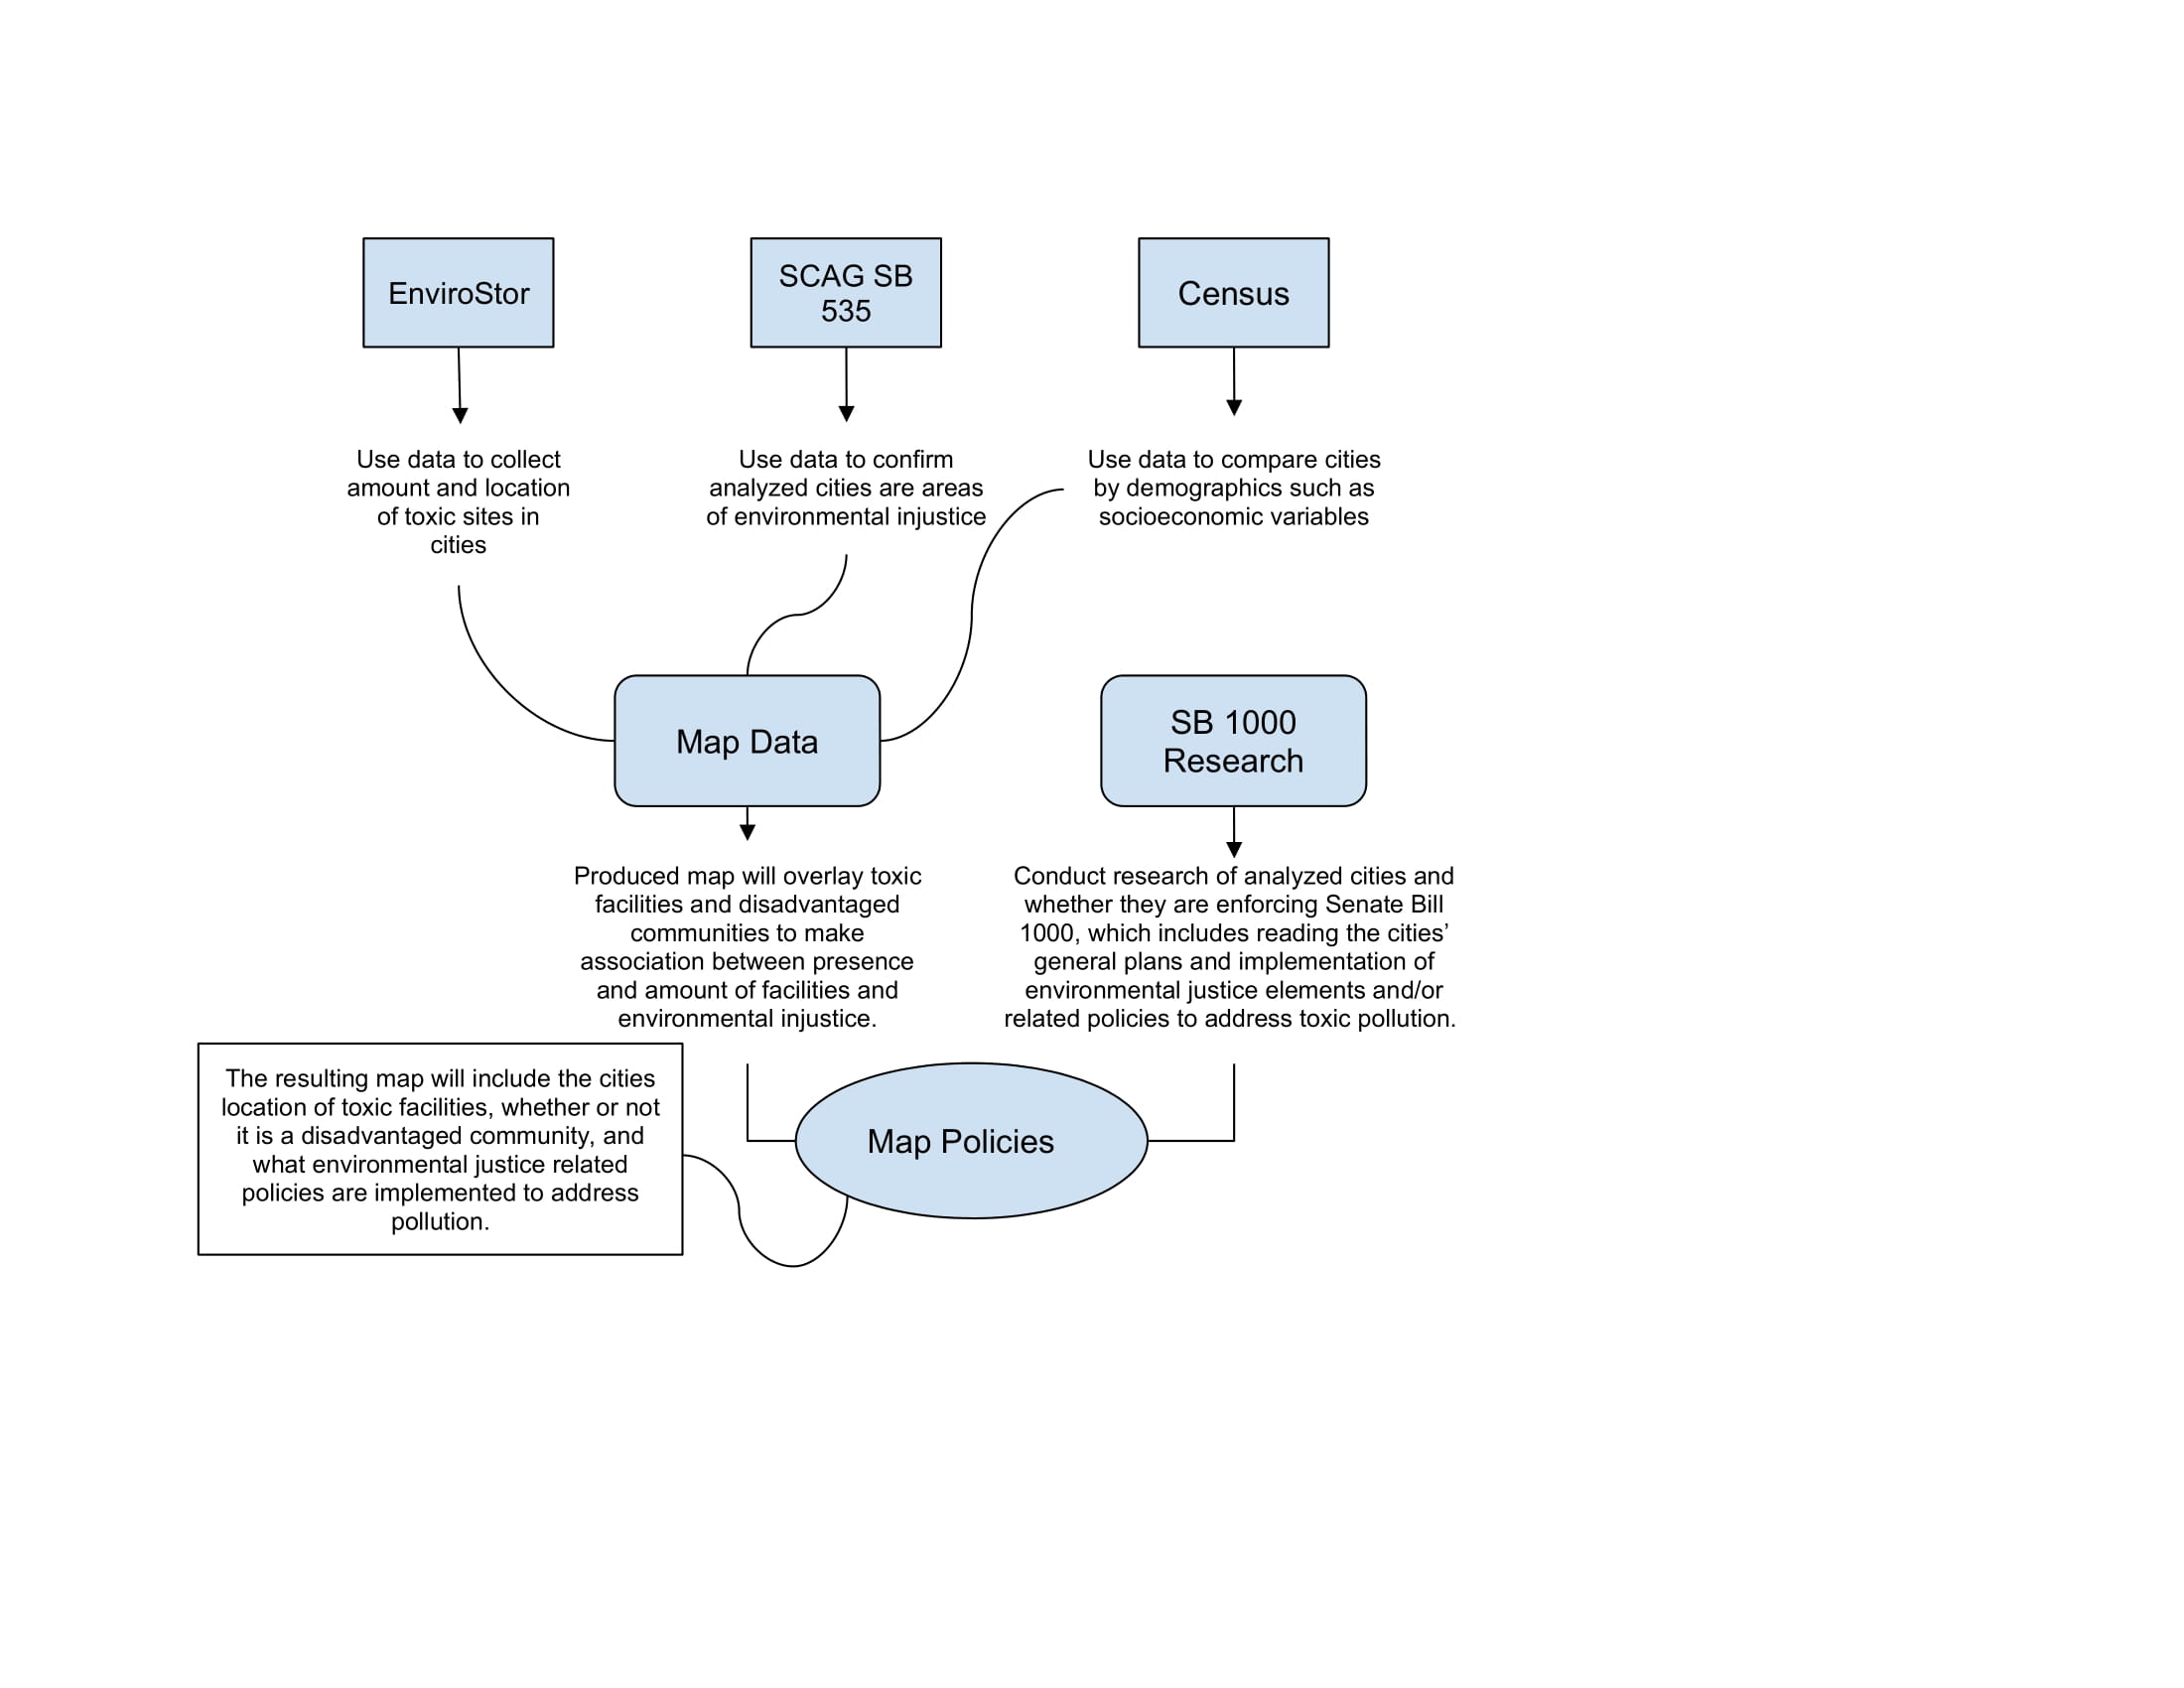 EnviroStor
SCAG SB
535
Census
Use data to collect
amount and location
of toxic sites in
cities
Use data to confirm
analyzed cities are areas
of environmental injustice
Use data to compare cities
by demographics such as
socioeconomic variables
Map Data
SB 1000
Research
Produced map will overlay toxic
facilities and disadvantaged
communities to make
association between presence
and amount of facilities and
environmental injustice.
Conduct research of analyzed cities and
whether they are enforcing Senate Bill
1000, which includes reading the cities’
general plans and implementation of
environmental justice elements and/or
related policies to address toxic pollution.
The resulting map will include the cities
location of toxic facilities, whether or not
it is a disadvantaged community, and
what environmental justice related
policies are implemented to address
pollution.
Map Policies